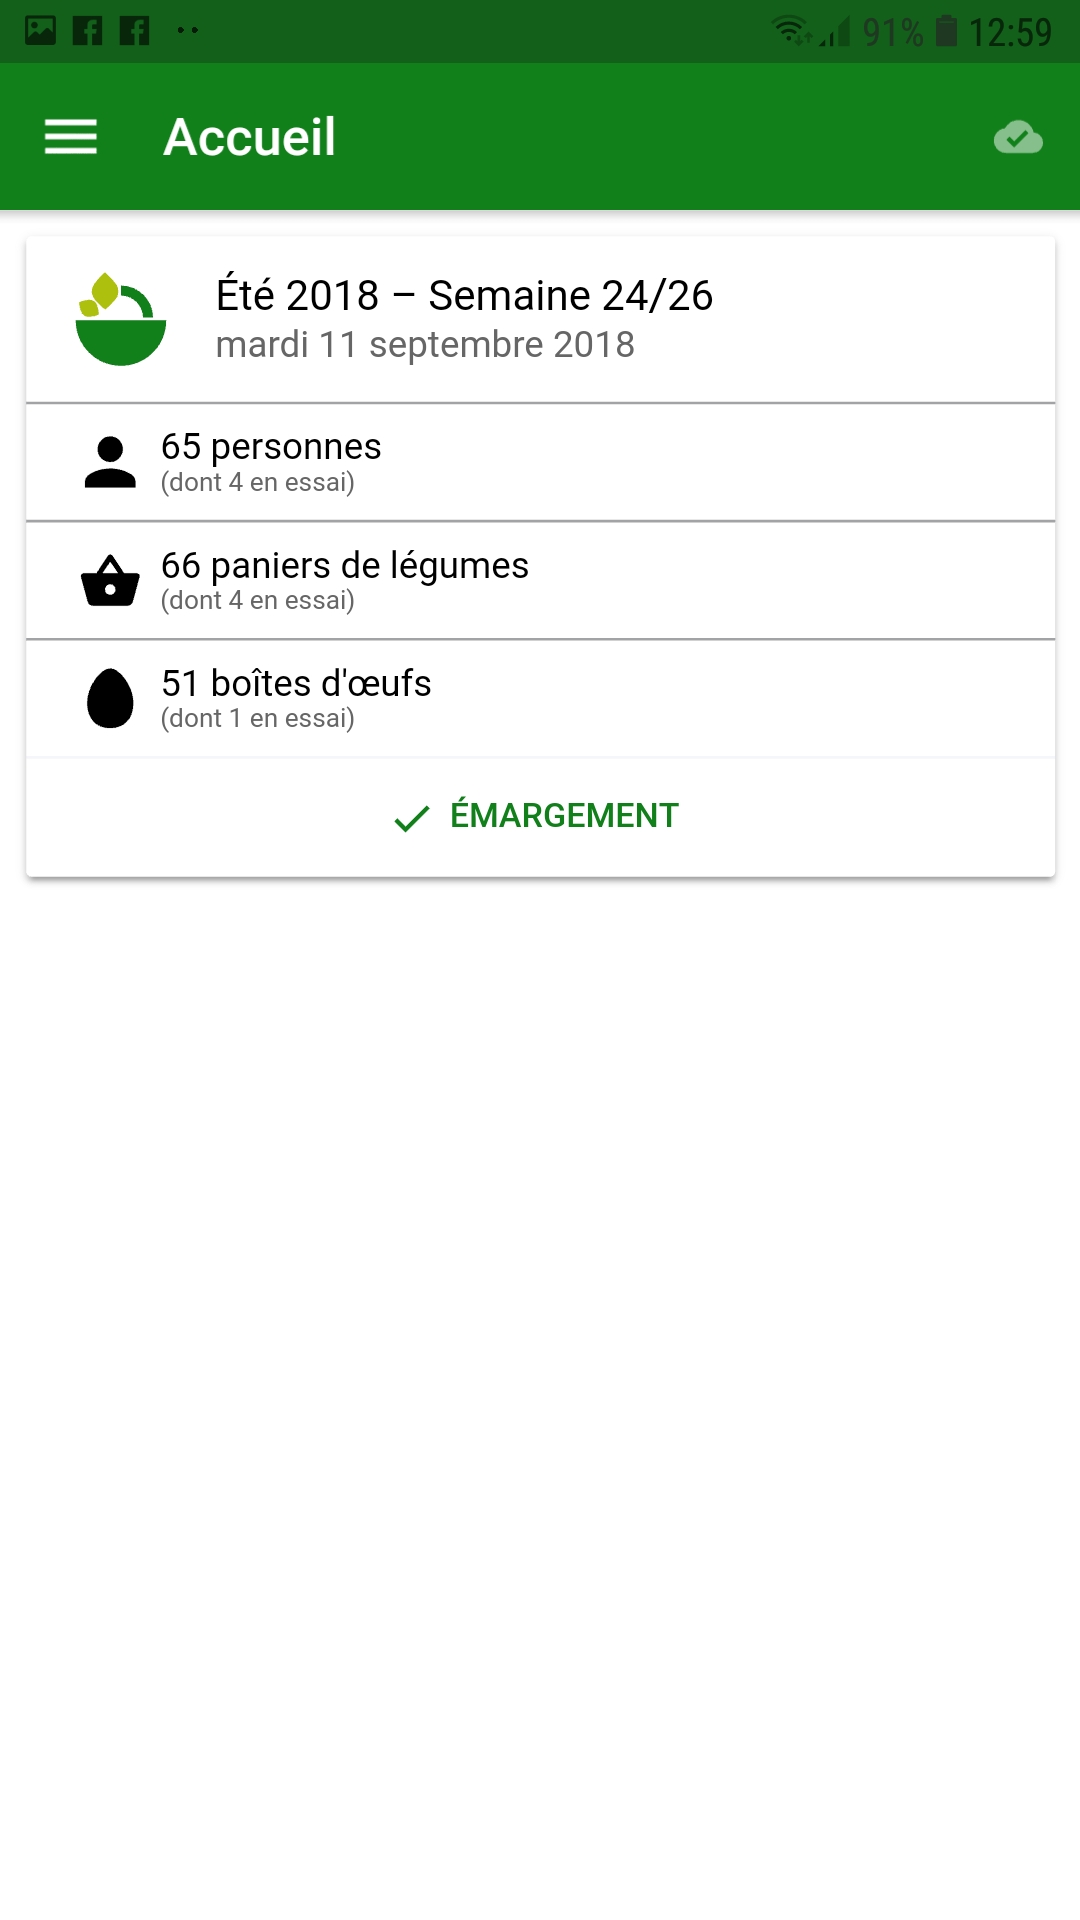 91% 12:59
Accueil
Été 2018 – Semaine 24/26
mardi 11 septembre 2018
65 personnes
(dont 4 en essai)
66 paniers de légumes
(dont 4 en essai)
51 boîtes d'œufs
(dont 1 en essai)
ÉMARGEMENT